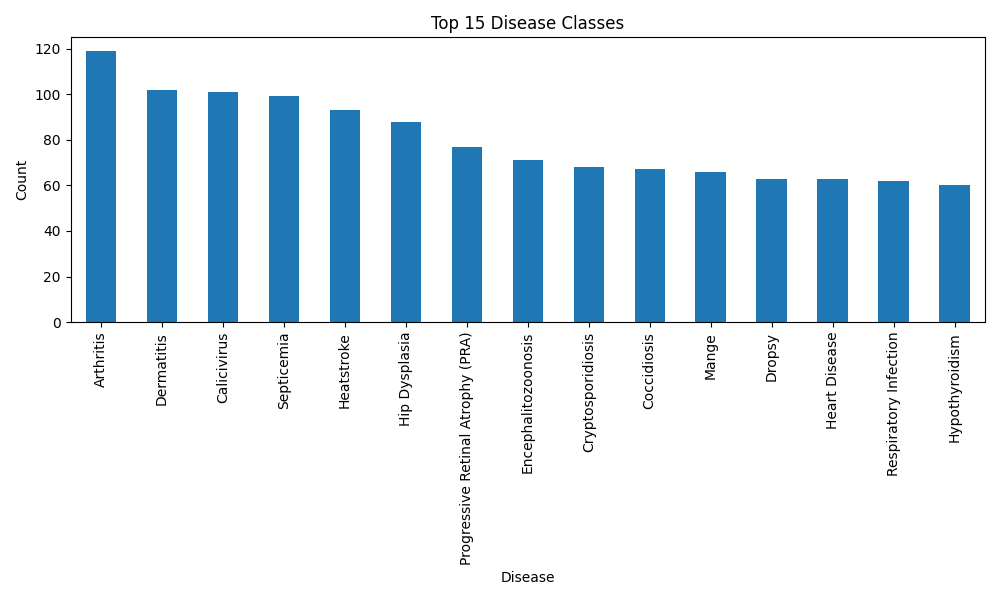 Top 15 Disease Classes
Count
120
100
80
60
40
20
0
Arthritis
Dermatitis
Calicivirus
Septicemia
Heatstroke
Hip Dysplasia
Progressive Retinal Atrophy (PRA)
Encephalitozoonosis
Cryptosporidiosis
Coccidiosis
Mange
Dropsy
Heart Disease
Respiratory Infection
Hypothyroidism
Disease